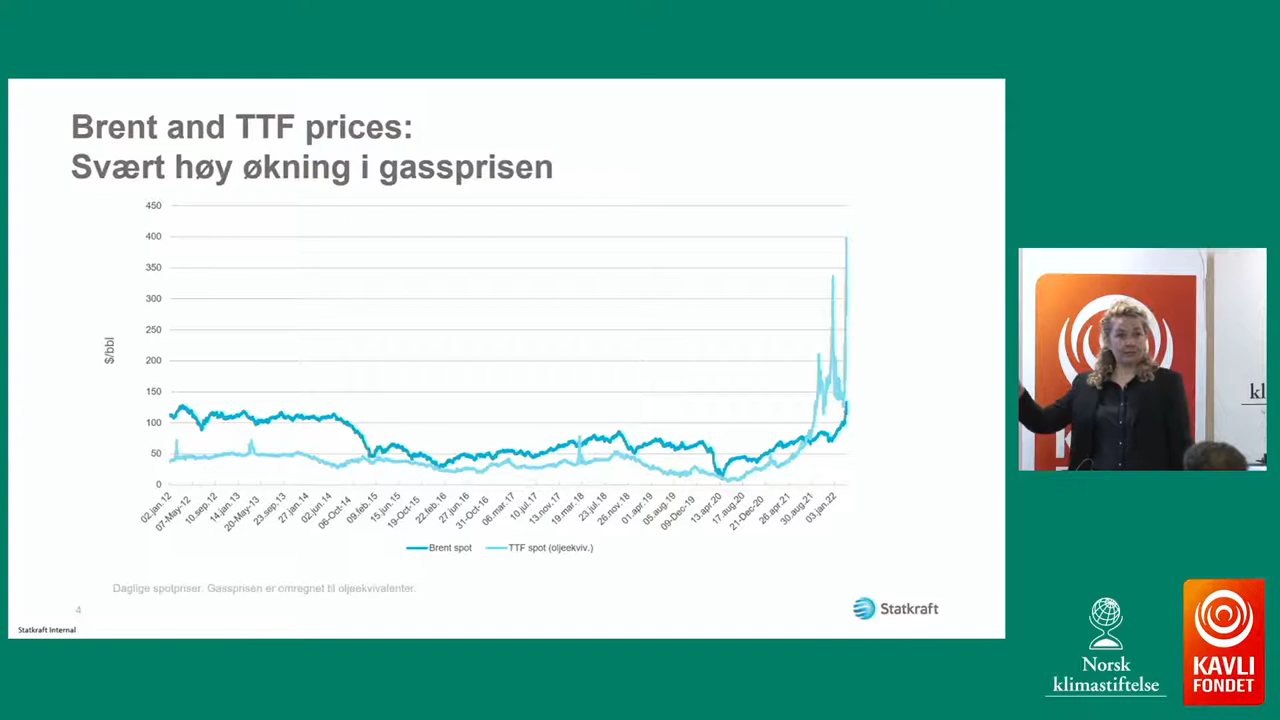 Brent and TTF prices:
Svært høy økning i gassprisen
450
400
350
300
250
200
150
100
50
0
$/bbl
02.jan.12
07-May-12
10.sep.12
14.jan.13
20-May-13
23.sep.13
27.jan.14
02.jun.14
06-Oct-14
09.feb.15
15.jun.15
19-Oct-15
22.feb.16
27.jun.16
31-Oct-16
06.mar.17
10.jul.17
13.nov.17
19.mar.18
23.jul.18
26.nov.18
01.apr.19
05.aug.19
09-Dec-19
13.apr.20
17.aug.20
21-Dec-20
26.apr.21
30.aug.21
03.jan.22
Brent spot
TTF spot (oljeekviv.)
Daglige spotpriser. Gassprisen er omregnet til oljeekvivalenter.
4
Statkraft
Statkraft Internal
kl
K
Norsk
klimastiftelse
KAVLI
FONDET